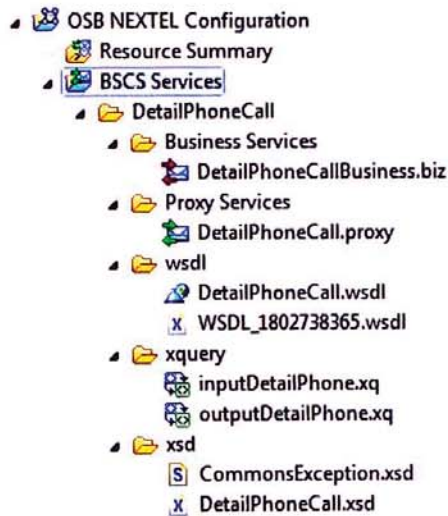 OSB NEXTEL Configuration
Resource Summary
BSCS Services
DetailPhoneCall
Business Services
DetailPhoneCallBusiness.biz
Proxy Services
DetailPhoneCall.proxy
wsdl
DetailPhoneCall.wsdl
WSDL_1802738365.wsdl
xquery
inputDetailPhone.xq
outputDetailPhone.xq
xsd
CommonsException.xsd
DetailPhoneCall.xsd